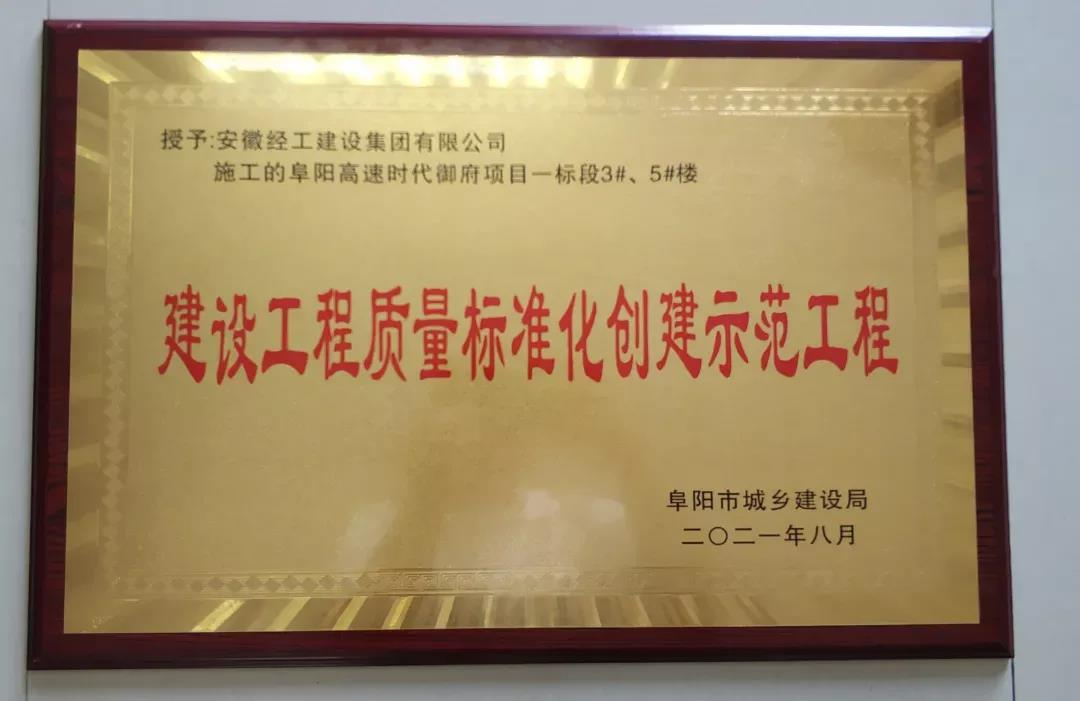 授予:安徽经工建设集团有限公司
施工的阜阳高速时代御府项目一标段3#、5#楼
建设工程质量标准化创建示范工程
阜阳市城乡建设局
二〇二一年八月